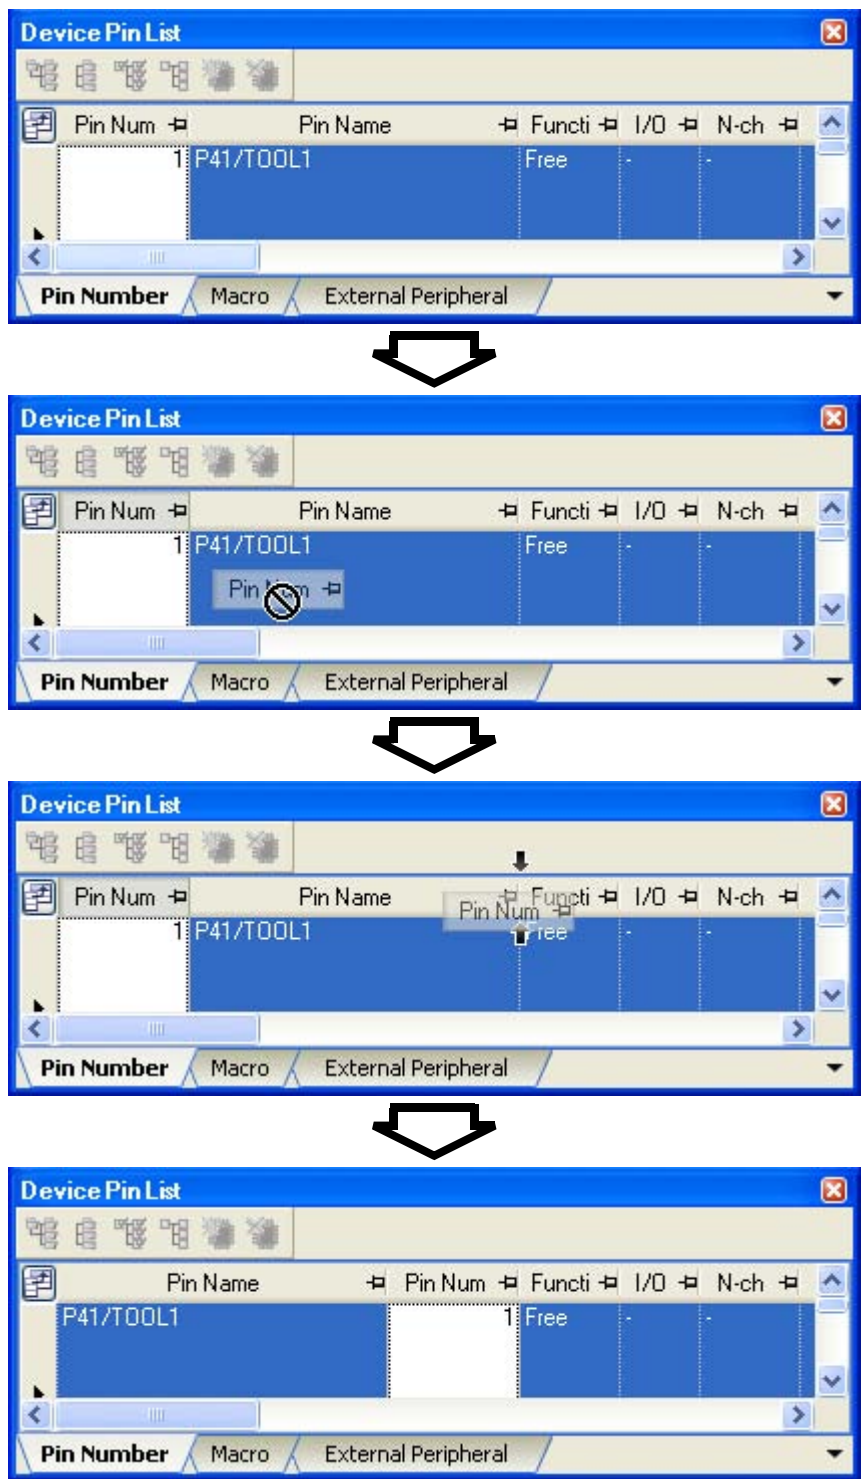 Device Pin List
Pin Num Pin Name Functi I/O N-ch
1 P41/TOOL1 Free - -
Pin Number Macro External Peripheral
Device Pin List
Pin Num Pin Name Functi I/O N-ch
1 P41/TOOL1 Free - -
Pin Num
Pin Number Macro External Peripheral
Device Pin List
Pin Num Pin Name Functi I/O N-ch
Pin Num
1 P41/TOOL1 Free - -
Pin Number Macro External Peripheral
Device Pin List
Pin Name Pin Num Functi I/O N-ch
P41/TOOL1 1 Free - -
Pin Number Macro External Peripheral